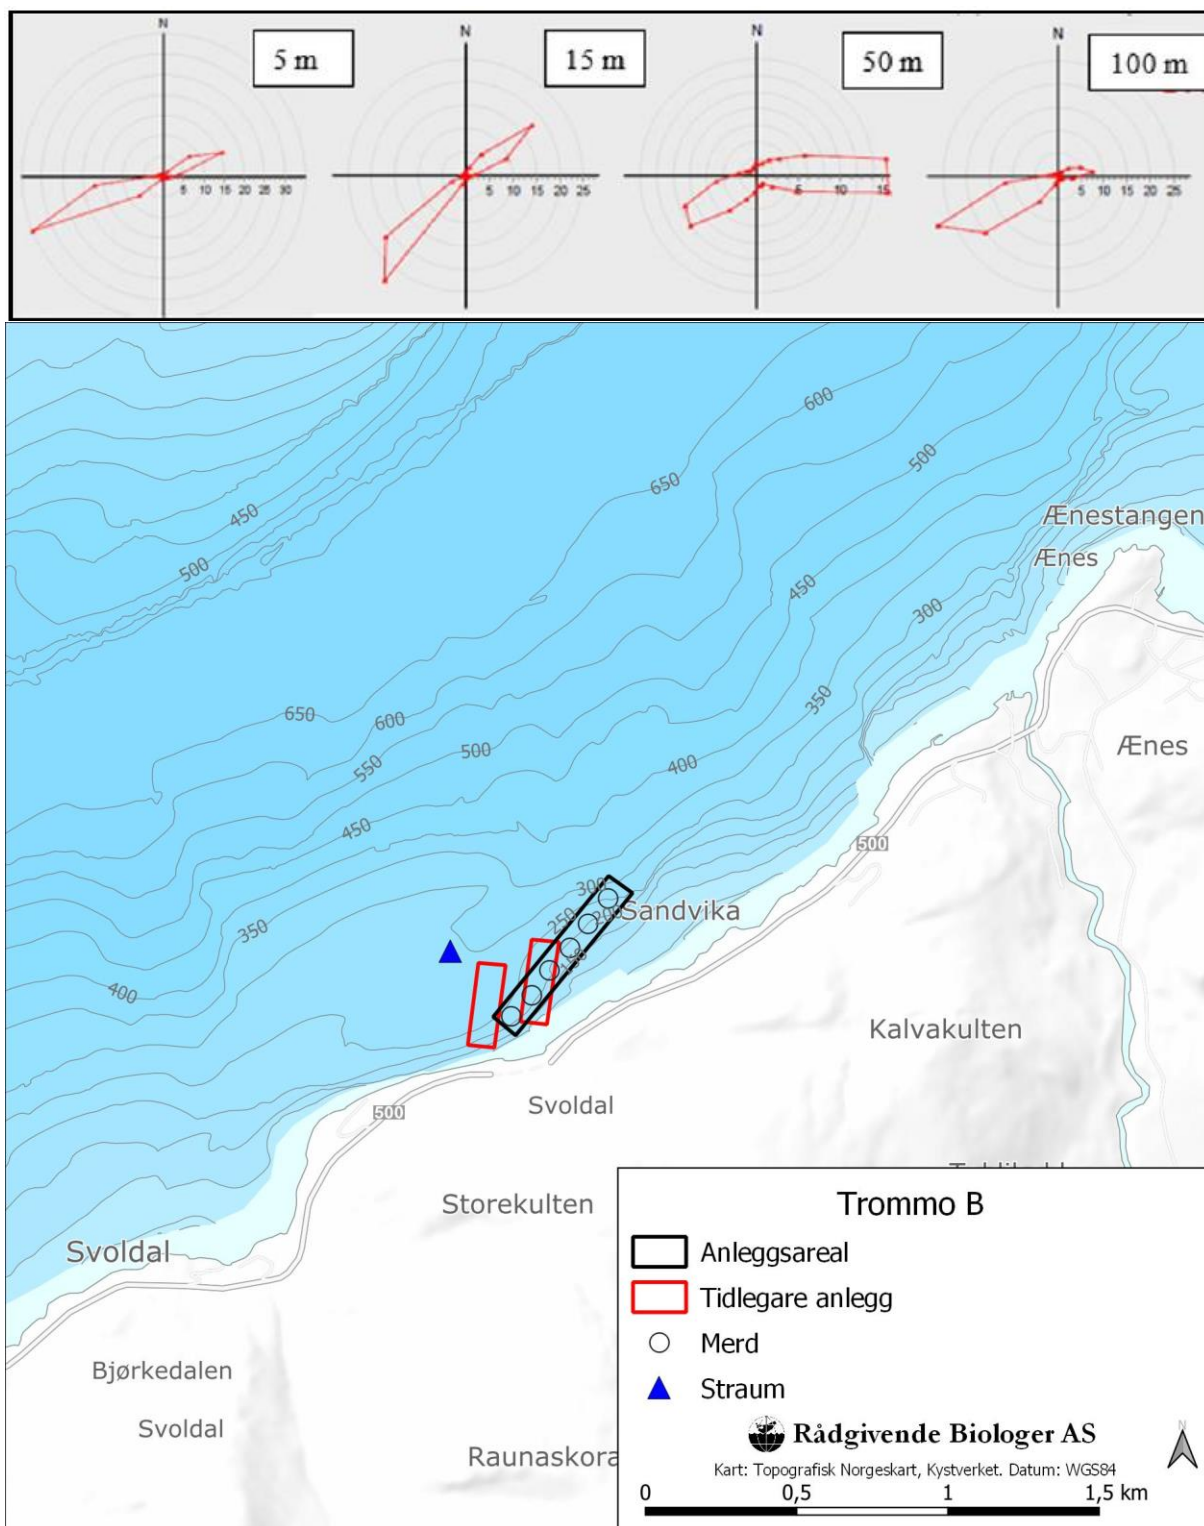 5 m
15 m
50 m
100 m
N
N
N
N
5 10 15 20 25 30
5 10 15 20 25
5 10 15
5 10 15 20 25
600
500
650
450
Ænestangen
Ænes
500
450
300
350
650
600
500
Ænes
550
400
450
500
300
250
200
Sandvika
350
400
Kalvakulten
Svoldal
500
Storekulten
Svoldal
Bjørkedalen
Svoldal
Raunaskora
Trommo B
Anleggsareal
Tidlegare anlegg
Merd
Straum
Rådgivende Biologer AS
N
Kart: Topografisk Norgeskart, Kystverket. Datum: WGS84
0 0,5 1 1,5 km